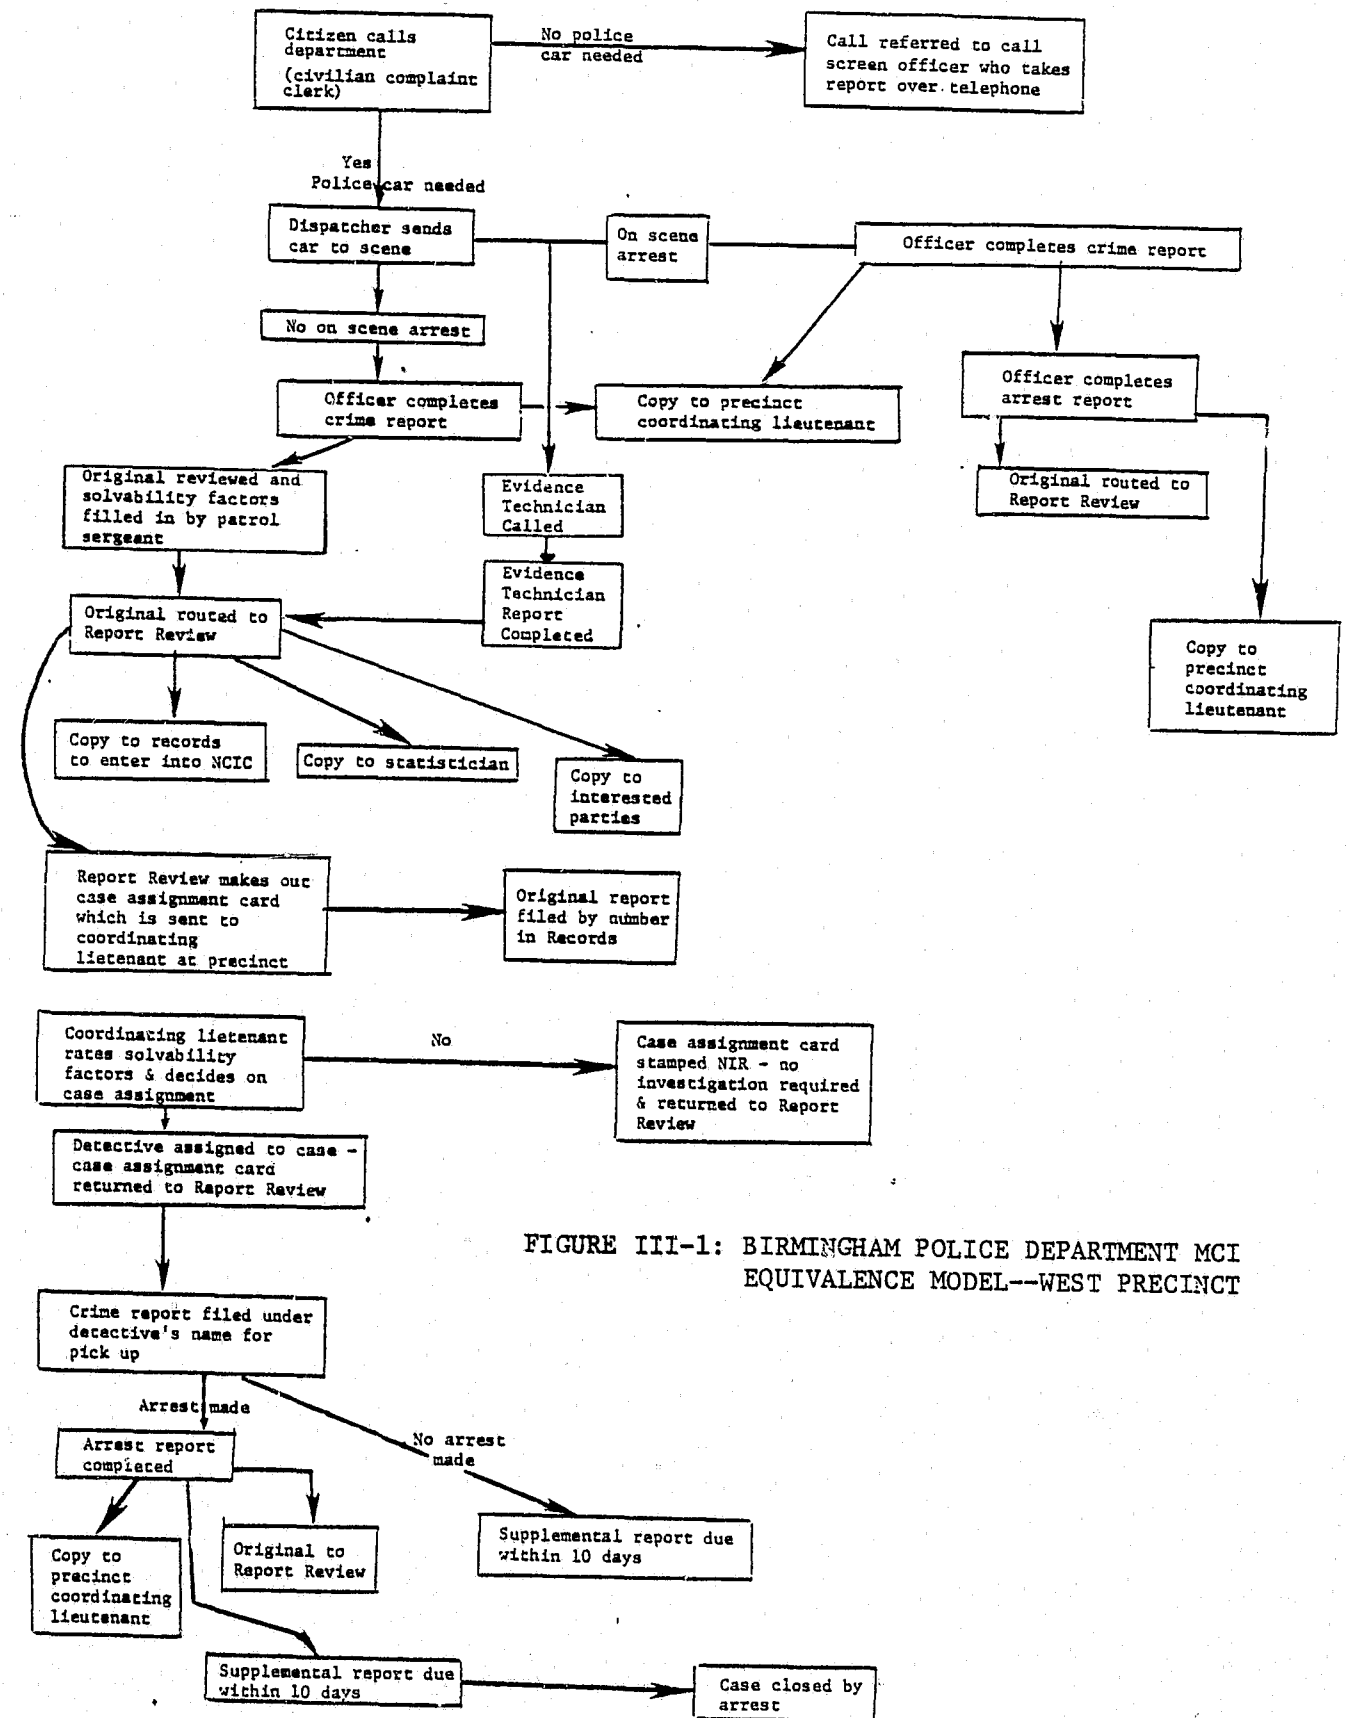 Citizen calls
department
(civilian complaint
clerk)
No police
car needed
Call referred to call
screen officer who takes
report over telephone
Yes
Police car needed
Dispatcher sends
car to scene
On scene
arrest
Officer completes crime report
No on scene arrest
Officer completes
crime report
Copy to precinct
coordinating lieutenant
Officer completes
arrest report
Original reviewed and
solvability factors
filled in by patrol
sergeant
Evidence
Technician
Called
Original routed to
Report Review
Evidence
Technician
Report
Completed
Original routed to
Report Review
Copy to
precinct
coordinating
lieutenant
Copy to records
to enter into NCIC
Copy to statistician
Copy to
interested
parties
Report Review makes out
case assignment card
which is sent to
coordinating
lietenant at precinct
Original report
filed by number
in Records
Coordinating lietenant
rates solvability
factors & decides on
case assignment
No
Case assignment card
stamped NIR - no
investigation required
& returned to Report
Review
Detective assigned to case -
case assignment card
returned to Report Review
FIGURE III-1: BIRMINGHAM POLICE DEPARTMENT MCI
EQUIVALENCE MODEL--WEST PRECINCT
Crime report filed under
detective's name for
pick up
Arrest made
No arrest
made
Arrest report
completed
Copy to
precinct
coordinating
lieutenant
Original to
Report Review
Supplemental report due
within 10 days
Supplemental report due
within 10 days
Case closed by
arrest